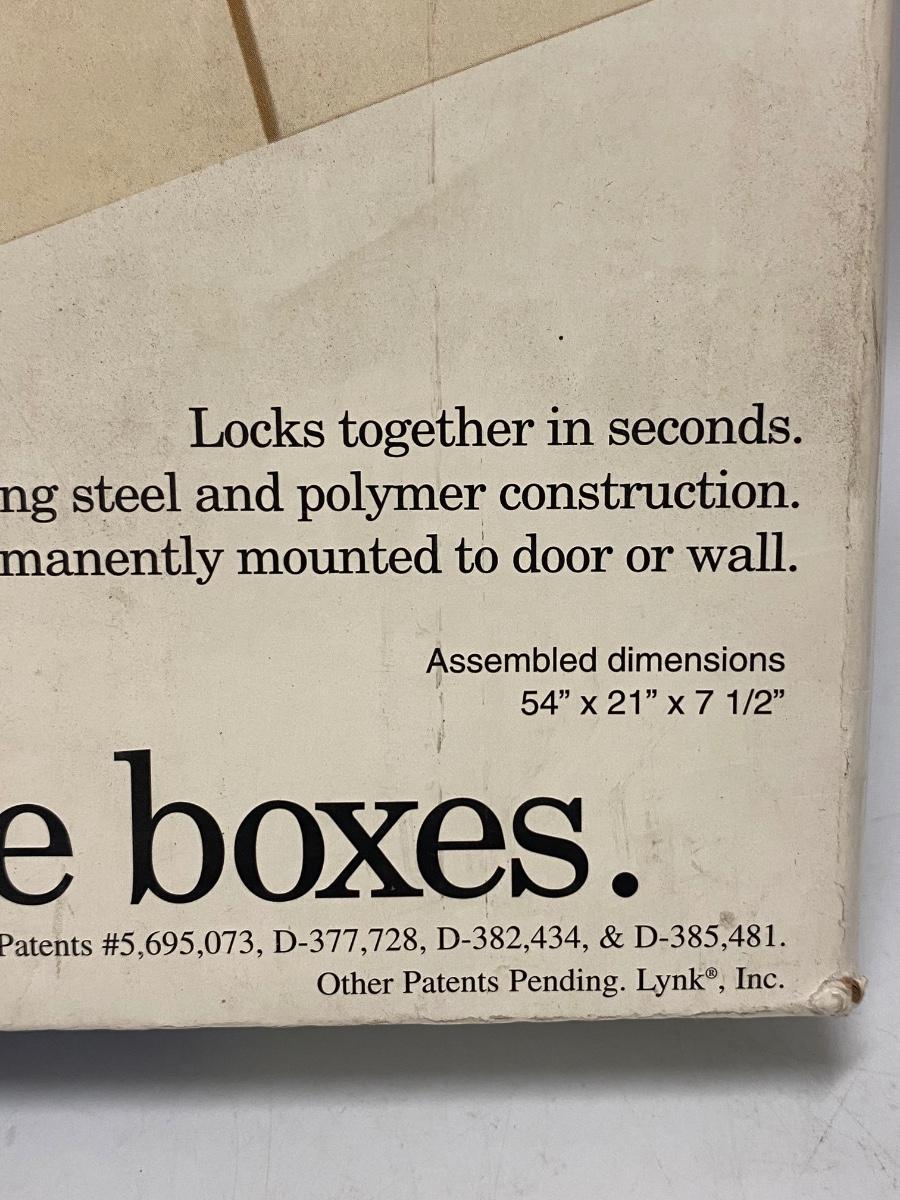 Locks together in seconds.
ng steel and polymer construction.
manently mounted to door or wall.
Assembled dimensions
54” x 21” x 7 1/2”
e boxes.
Patents #5,695,073, D-377,728, D-382,434, & D-385,481.
Other Patents Pending. Lynk®, Inc.